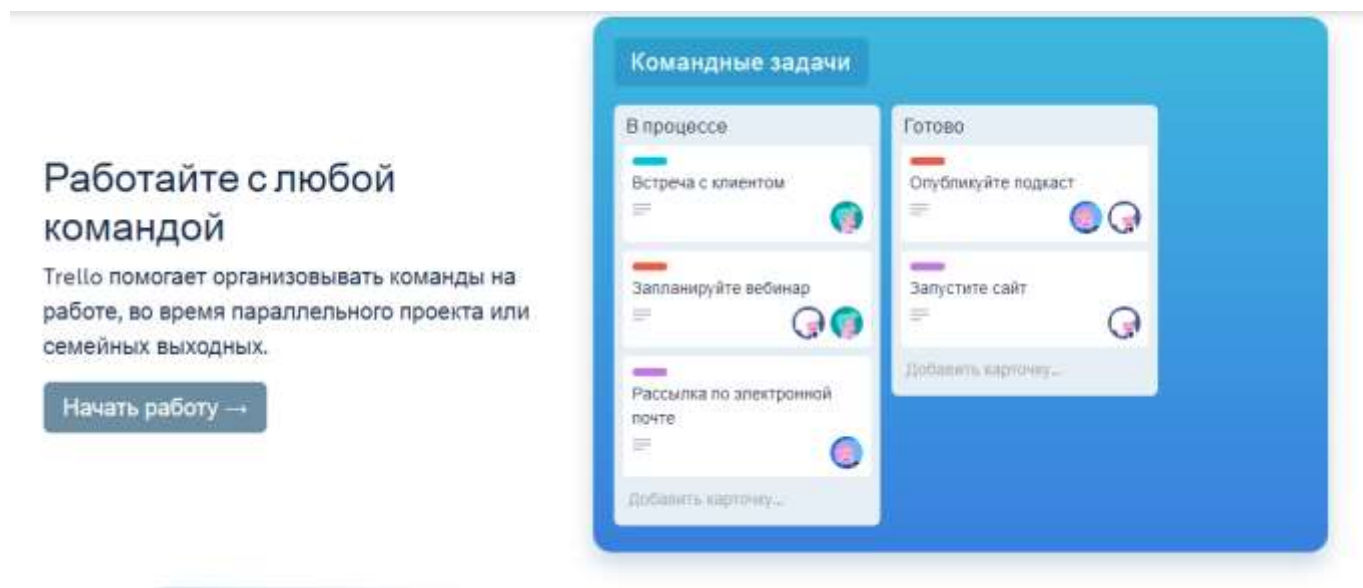 Работайте с любой
командой
Trello помогает организовывать команды на
работе, во время параллельного проекта или
семейных выходных.
Начать работу →
Командные задачи
В процессе
Встреча с клиентом
Запланируйте вебинар
Рассылка по электронной
почте
Добавить карточку...
Готово
Опубликуйте подкаст
Запустите сайт
Добавить карточку...